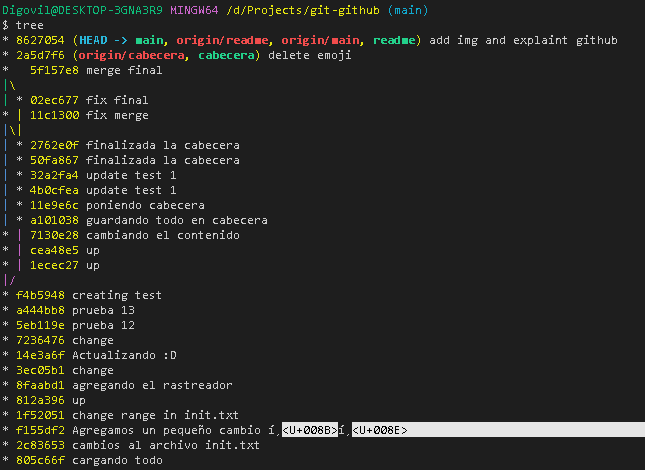 Digovil@DESKTOP-3GNA3R9 MINGW64 /d/Projects/git-github (main)
$ tree
* 8627054 (HEAD -> main, origin/readme, origin/main, readme) add img and explaint github
* 2a5d7f6 (origin/cabecera, cabecera) delete emoji
*   5f157e8 merge final
|\
| * 02ec677 fix final
* | 11c1300 fix merge
|\|
| * 2762e0f finalizada la cabecera
| * 50fa867 finalizada la cabecera
| * 32a2fa4 update test 1
| * 4b0cfea update test 1
| * 11e9e6c poniendo cabecera
| * a101038 guardando todo en cabecera
| * 7130e28 cambiando el contenido
* | cea48e5 up
* | 1ecec27 up
|/
* f4b5948 creating test
* a444bb8 prueba 13
* 5eb119e prueba 12
* 7236476 change
* 14e3a6f Actualizando :D
* 3ec05b1 change
* 8faabd1 agregando el rastreador
* 812a396 up
* 1f52051 change range in init.txt
* f155df2 Agregamos un pequeño cambio í,<U+008B>í,<U+008E>
* 2c83653 cambios al archivo init.txt
* 805c66f cargando todo